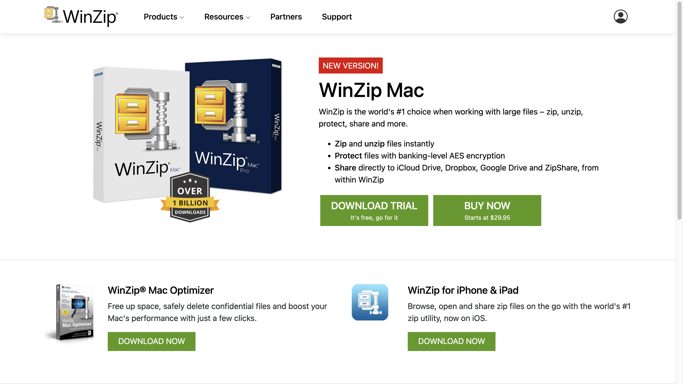 WinZip®
Products
Resources
Partners
Support
NEW VERSION!
WinZip Mac
WinZip is the world's #1 choice when working with large files – zip, unzip,
protect, share and more.
• Zip and unzip files instantly
• Protect files with banking-level AES encryption
• Share directly to iCloud Drive, Dropbox, Google Drive and ZipShare, from
within WinZip
DOWNLOAD TRIAL
It's free, go for it
BUY NOW
Starts at $29.95
WinZip
WinZip® Mac
WinZip® Mac
Pro
WinZip
OVER
1 BILLION
DOWNLOADS
WinZip® Mac Optimizer
Free up space, safely delete confidential files and boost your
Mac's performance with just a few clicks.
DOWNLOAD NOW
Mac Optimizer
WinZip for iPhone & iPad
Browse, open and share zip files on the go with the world's #1
zip utility, now on iOS.
DOWNLOAD NOW